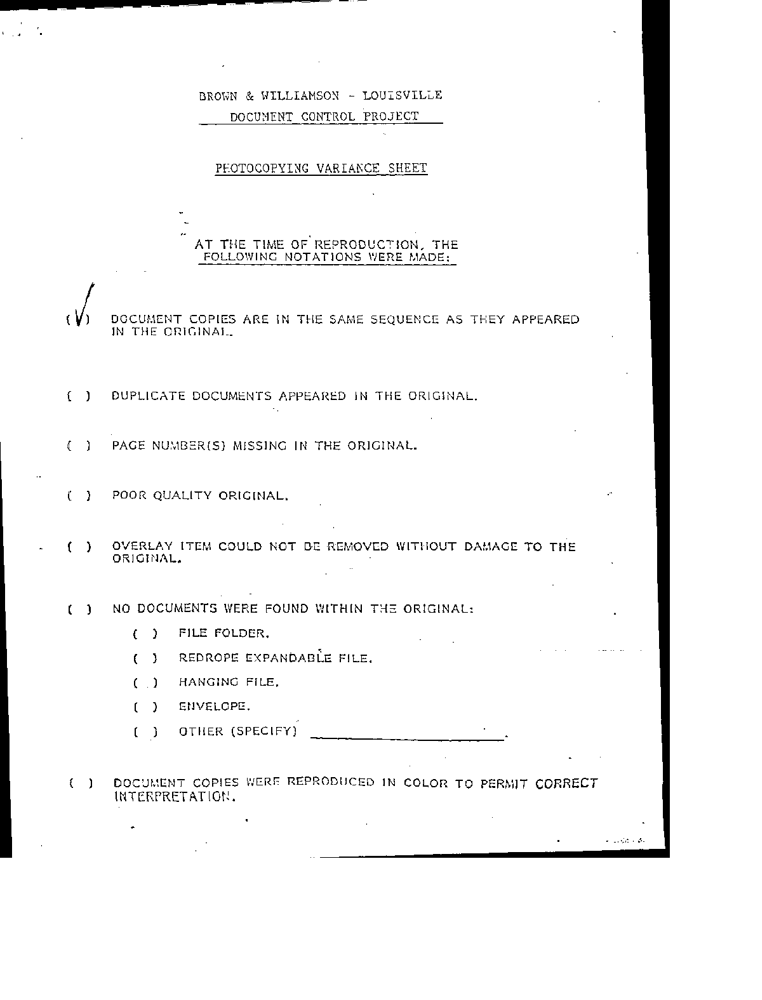 BROWN & WILLIAMSON - LOUISVILLE
DOCUMENT CONTROL PROJECT
PHOTOCOPYING VARIANCE SHEET
AT THE TIME OF REPRODUCTION, THE
FOLLOWING NOTATIONS WERE MADE:
(√) DOCUMENT COPIES ARE IN THE SAME SEQUENCE AS THEY APPEARED
IN THE ORIGINAL.
( ) DUPLICATE DOCUMENTS APPEARED IN THE ORIGINAL.
( ) PAGE NUMBER(S) MISSING IN THE ORIGINAL.
( ) POOR QUALITY ORIGINAL.
( ) OVERLAY ITEM COULD NOT BE REMOVED WITHOUT DAMAGE TO THE
ORIGINAL.
( ) NO DOCUMENTS WERE FOUND WITHIN THE ORIGINAL:
( ) FILE FOLDER.
( ) REDROPE EXPANDABLE FILE.
( ) HANGING FILE.
( ) ENVELOPE.
( ) OTHER (SPECIFY)
( ) DOCUMENT COPIES WERE REPRODUCED IN COLOR TO PERMIT CORRECT
INTERPRETATION.